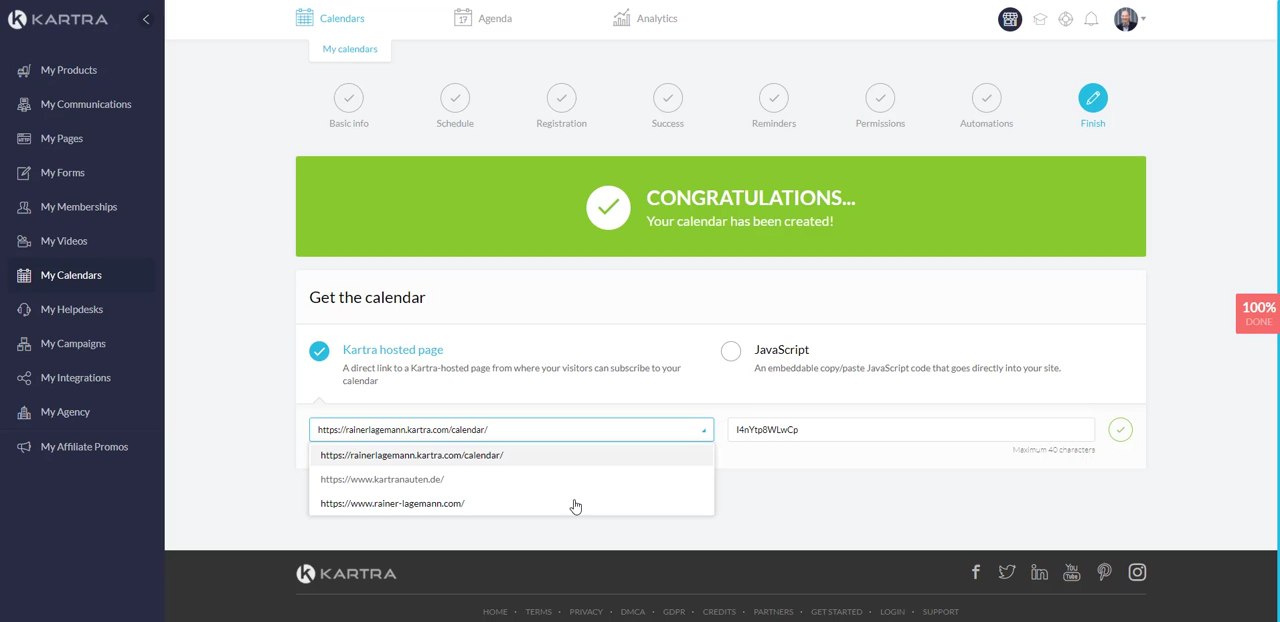 KARTRA
Calendars
17
Agenda
Analytics
My calendars
My Products
My Communications
My Pages
My Forms
My Memberships
My Videos
My Calendars
My Helpdesks
My Campaigns
My Integrations
My Agency
My Affiliate Promos
Basic info
Schedule
Registration
Success
Reminders
Permissions
Automations
Finish
CONGRATULATIONS...
Your calendar has been created!
100%
DONE
Get the calendar
Kartra hosted page
A direct link to a Kartra-hosted page from where your visitors can subscribe to your
calendar
JavaScript
An embeddable copy/paste JavaScript code that goes directly into your site.
https://rainerlagemann.kartra.com/calendar/
I4nYtp8WLwCp
Maximum 40 characters
https://rainerlagemann.kartra.com/calendar/
https://www.kartranauten.de/
https://www.rainer-lagemann.com/
KARTRA
HOME • TERMS • PRIVACY • DMCA • GDPR • CREDITS • PARTNERS • GET STARTED • LOGIN • SUPPORT